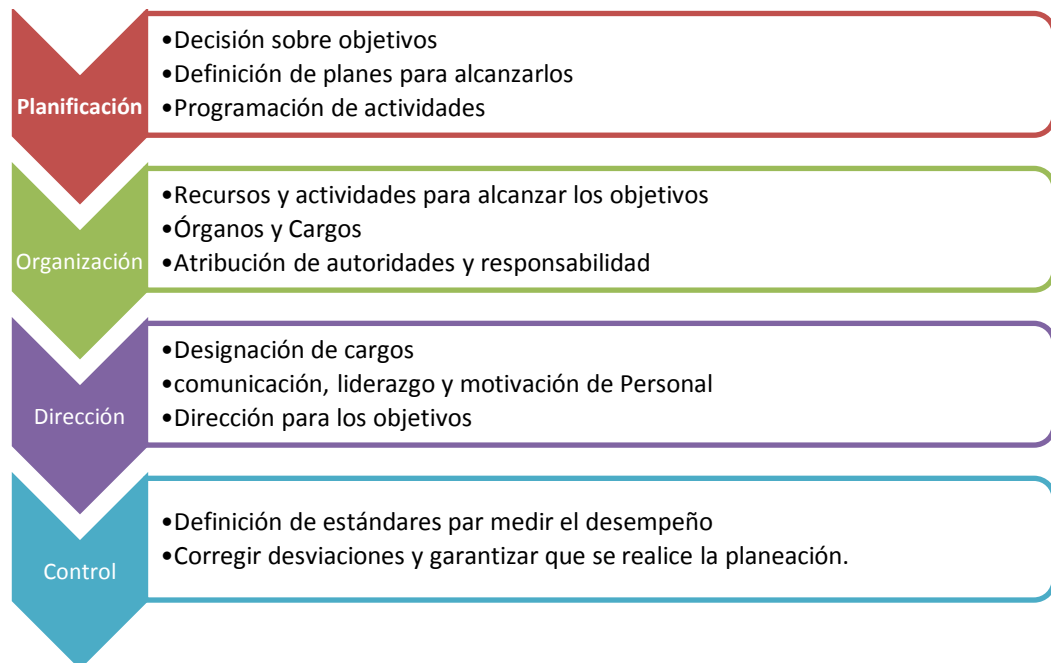 Planificación
•Decisión sobre objetivos
•Definición de planes para alcanzarlos
•Programación de actividades
Organización
•Recursos y actividades para alcanzar los objetivos
•Órganos y Cargos
•Atribución de autoridades y responsabilidad
Dirección
•Designación de cargos
•comunicación, liderazgo y motivación de Personal
•Dirección para los objetivos
Control
•Definición de estándares par medir el desempeño
•Corregir desviaciones y garantizar que se realice la planeación.